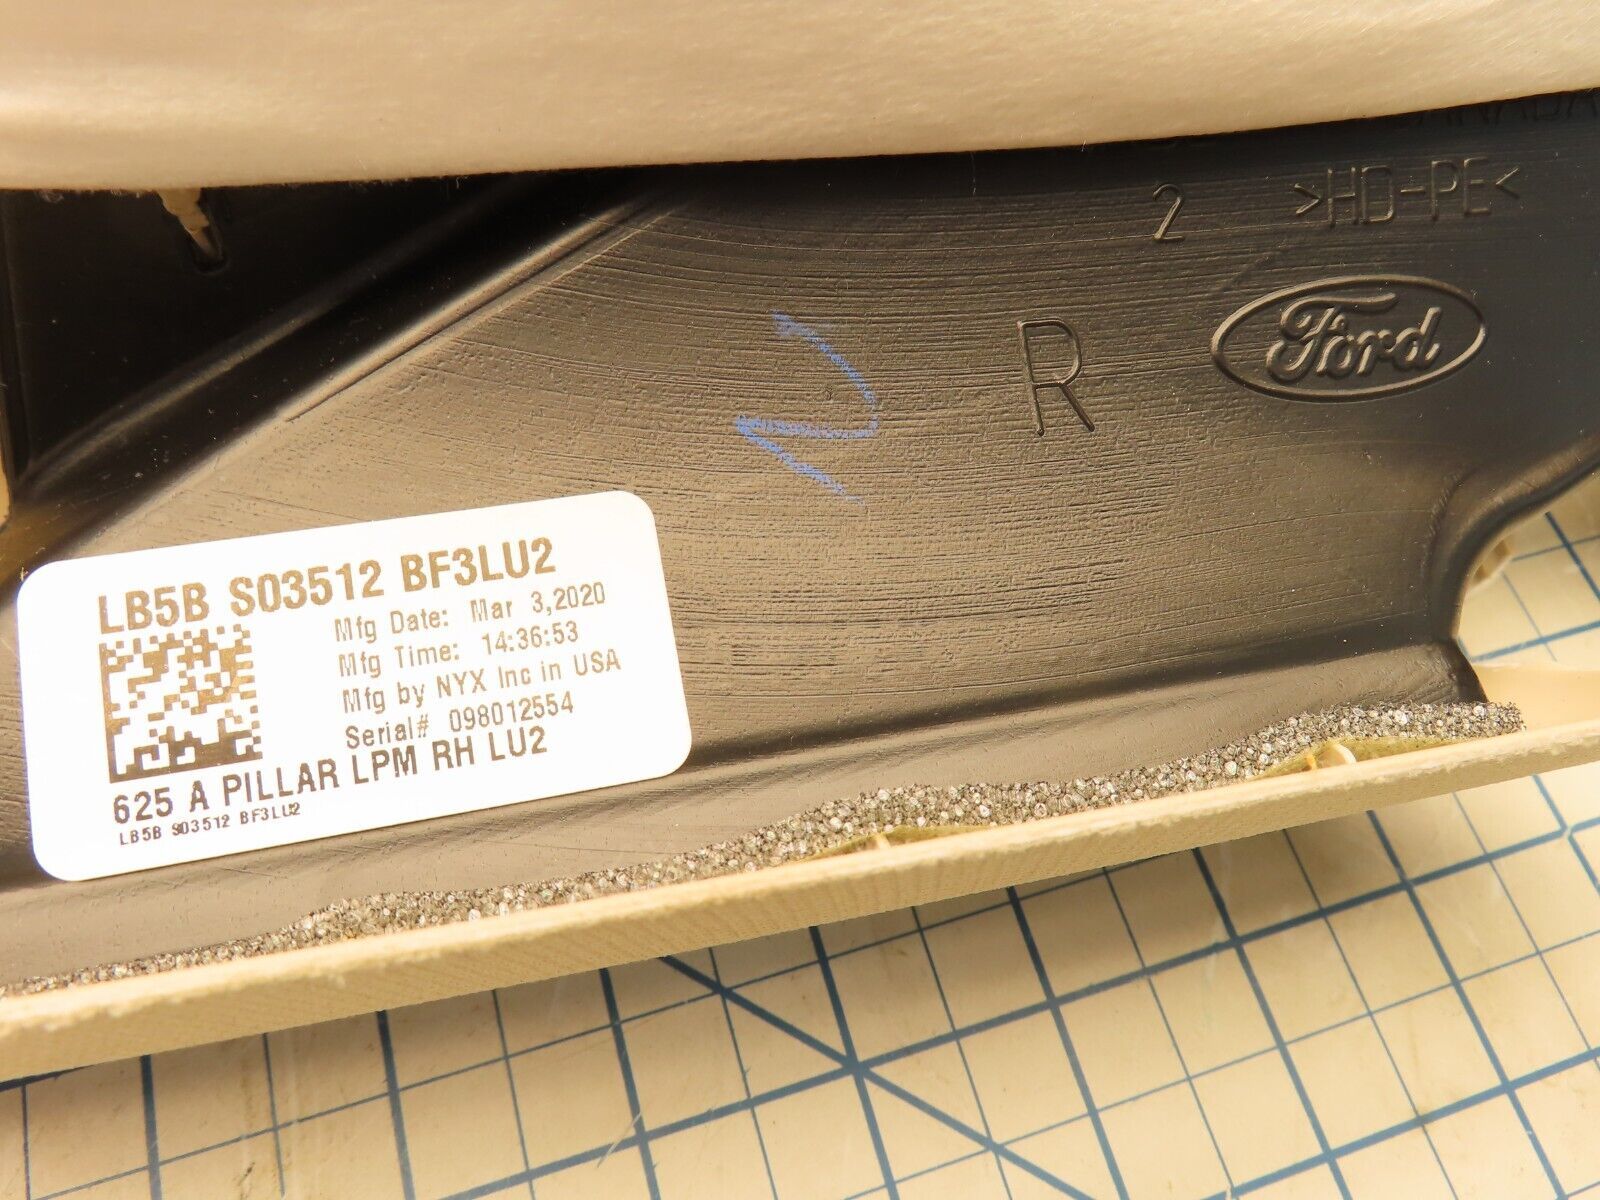 2 >HD-PE<
R Ford
LB5B S03512 BF3LU2
Mfg Date: Mar 3,2020
Mfg Time: 14:36:53
Mfg by NYX Inc in USA
Serial# 098012554
625 A PILLAR LPM RH LU2
LB5B S03512 BF3LU2